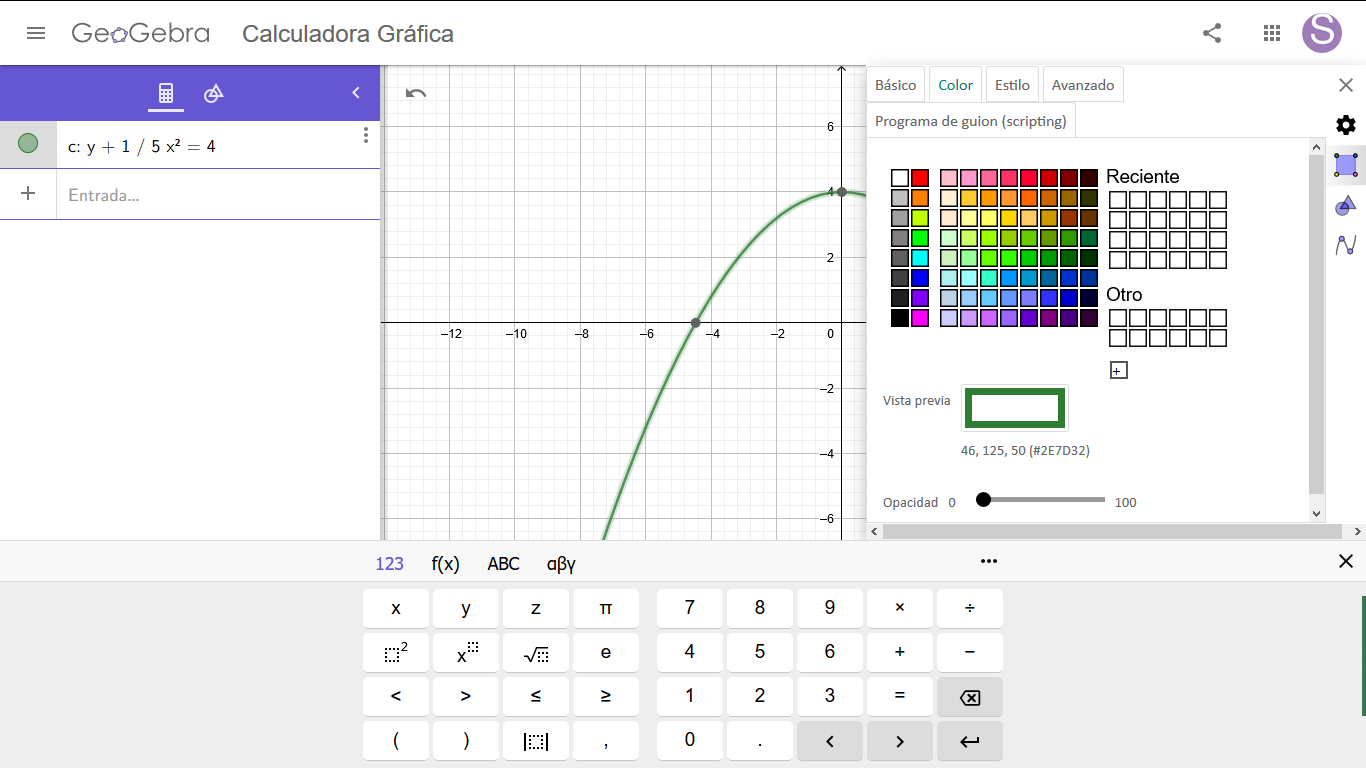 GeoGebra Calculadora Gráfica S
Básico Color Estilo Avanzado
Programa de guion (scripting)
c: y + 1 / 5 x² = 4
Entrada...
6
4
2
−12 −10 −8 −6 −4 −2 0
−2
−4
−6
Reciente
Otro
+
Vista previa
46, 125, 50 (#2E7D32)
Opacidad 0 100
123 f(x) ABC αβγ
x y z π 7 8 9 × ÷
2 x √ e 4 5 6 + −
< > ≤ ≥ 1 2 3 =
( ) | | , 0 . < >